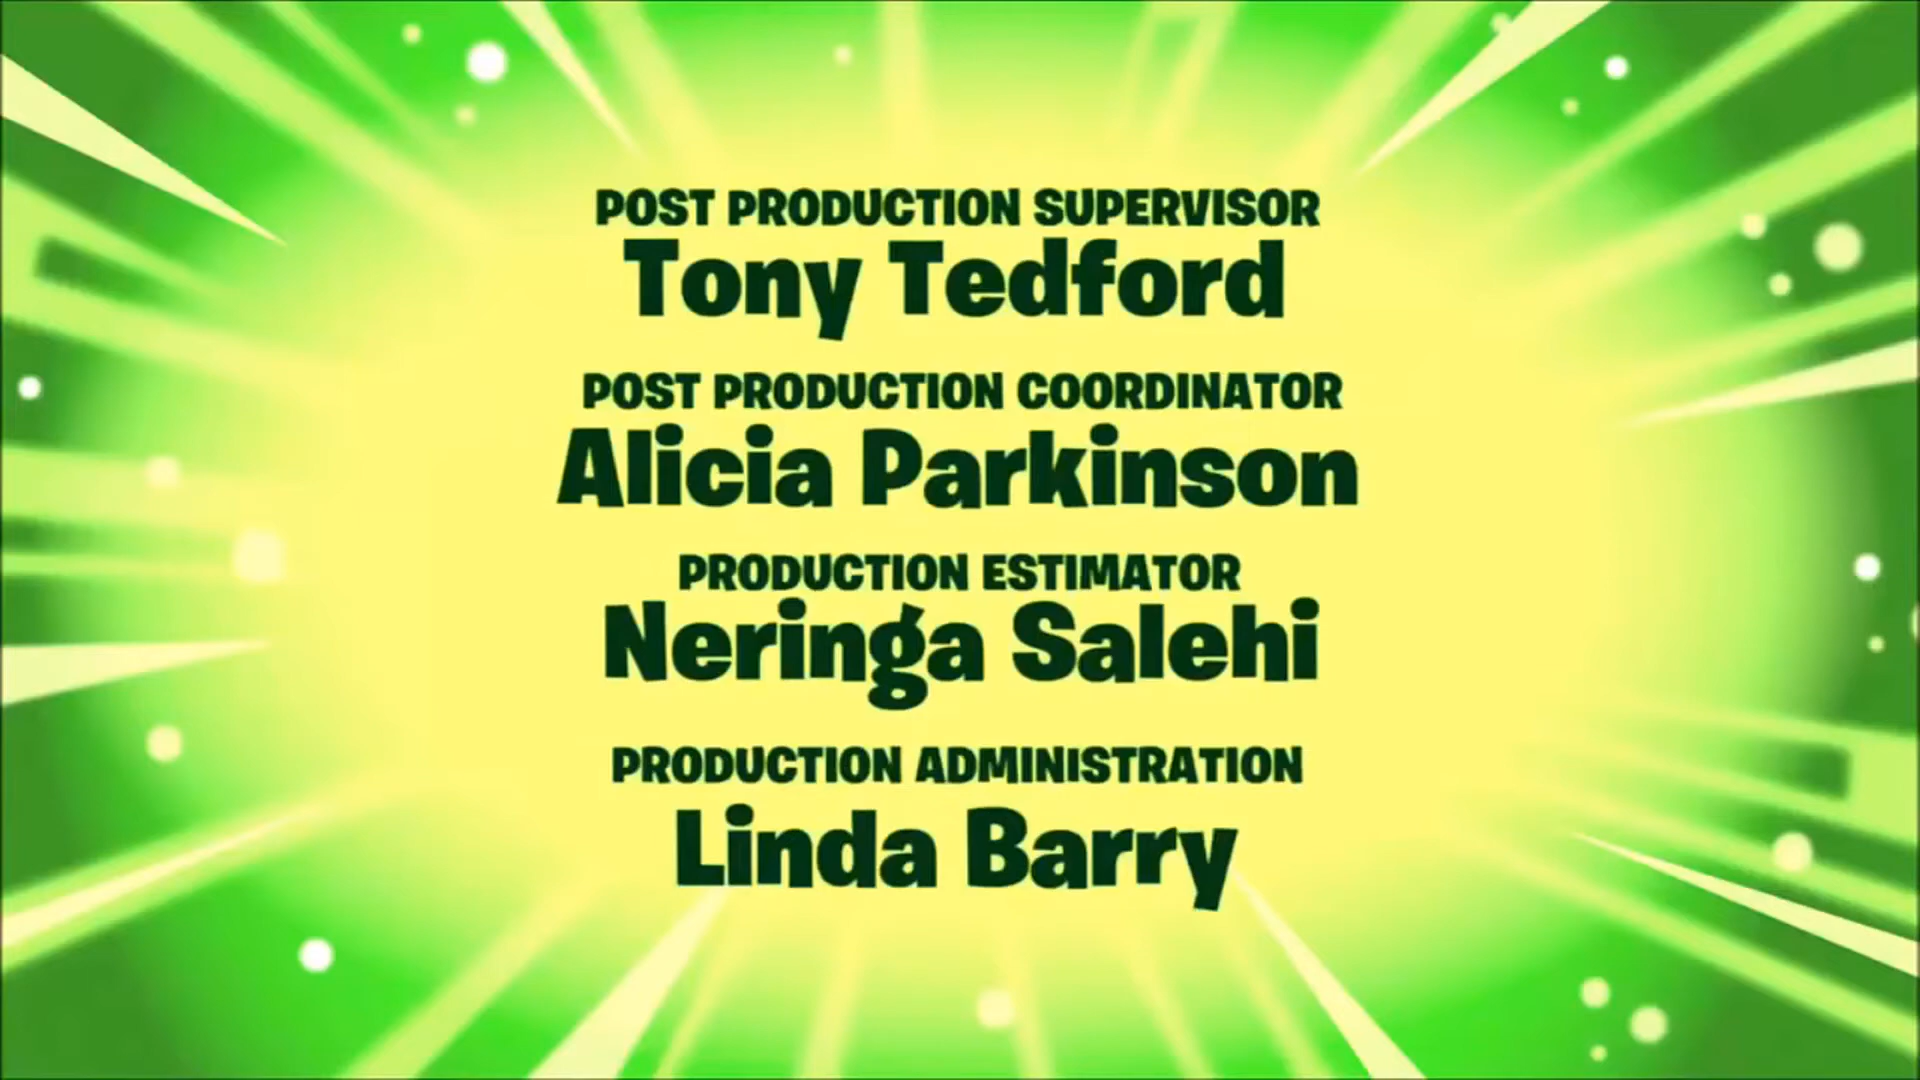 POST PRODUCTION SUPERVISOR
Tony Tedford
POST PRODUCTION COORDINATOR
Alicia Parkinson
PRODUCTION ESTIMATOR
Neringa Salehi
PRODUCTION ADMINISTRATION
Linda Barry